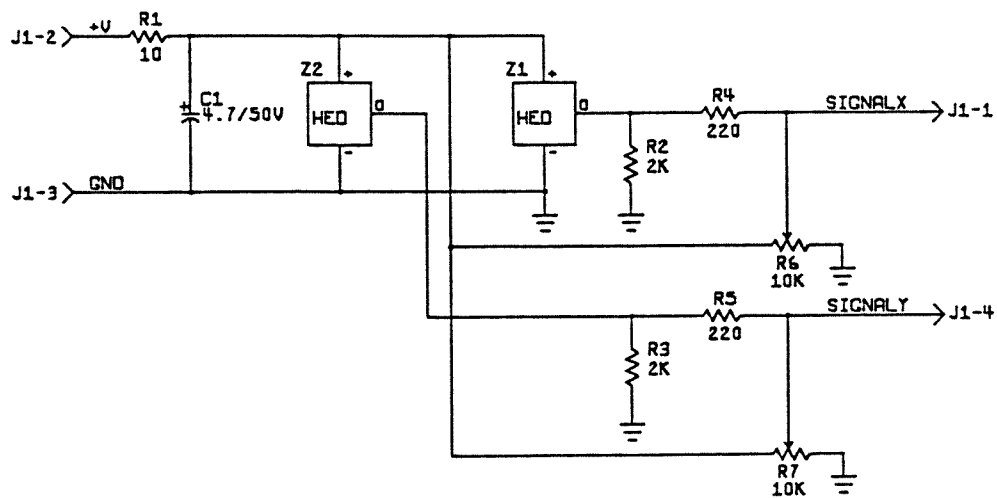 J1-2
+V
R1
10
C1
+
4.7/50V
Z2
+
HED
O
-
Z1
+
HED
O
-
R4
220
SIGNALX
J1-1
R2
2K
J1-3
GND
R6
10K
R5
220
SIGNALY
J1-4
R3
2K
R7
10K